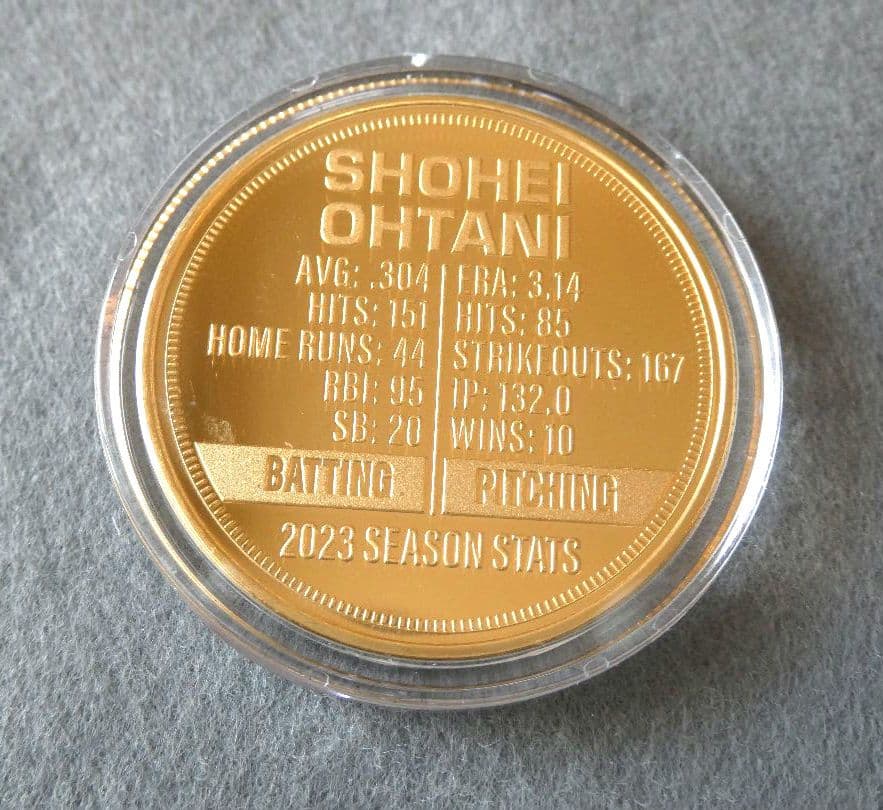 SHOHEI
OHTANI
AVG: .304
HITS: 151
HOME RUNS: 44
RBI: 95
SB: 20
BATTING
ERA: 3.14
HITS: 85
STRIKEOUTS: 167
IP: 132.0
WINS: 10
PITCHING
2023 SEASON STATS